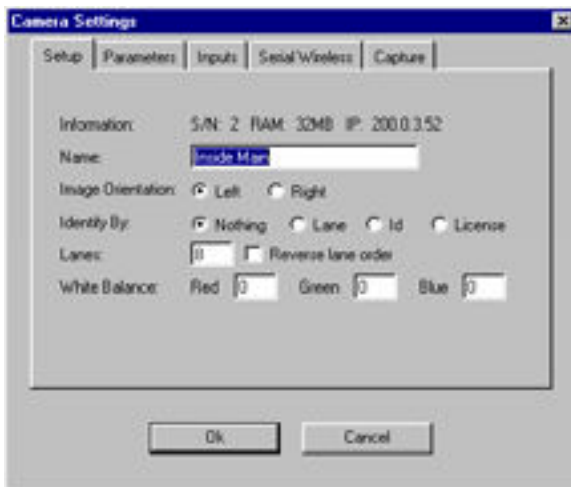 Camera Settings
Setup Parameters Inputs Serial Wireless Capture
Information: S/N: 2 RAM: 32MB IP: 200.0.3.52
Name: Inside Main
Image Orientation: Left Right
Identify By: Nothing Lane Id License
Lanes: 8 Reverse lane order
White Balance: Red 0 Green 0 Blue 0
Ok Cancel